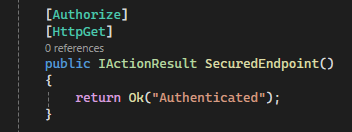 [Authorize]
[HttpGet]
0 references
public IActionResult SecuredEndpoint()
{
    return Ok("Authenticated");
}